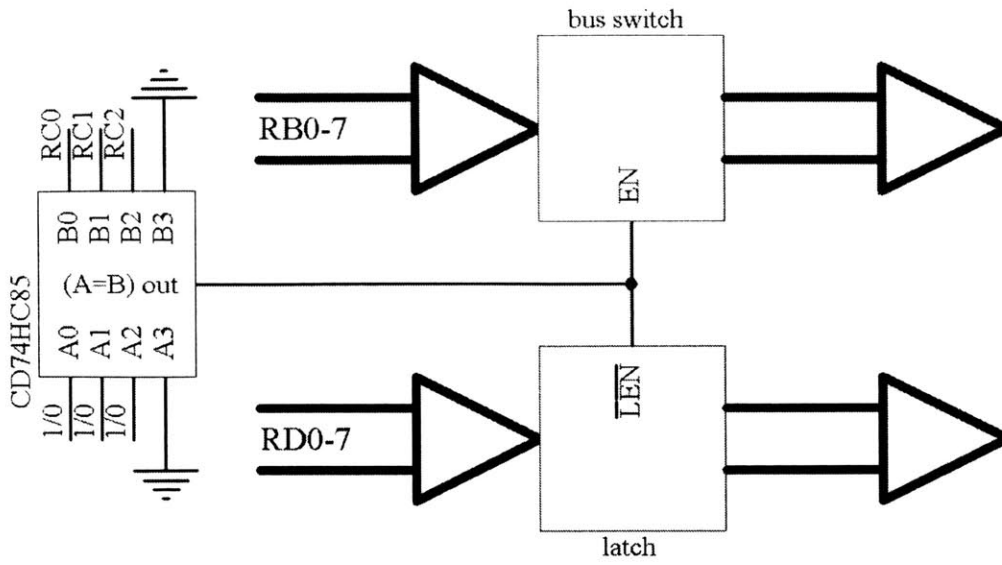 bus switch
RC0
RC1
RC2
RB0-7
EN
B0
B1
B2
B3
(A=B) out
CD74HC85
A0
A1
A2
A3
LEN
1/0
1/0
1/0
RD0-7
latch